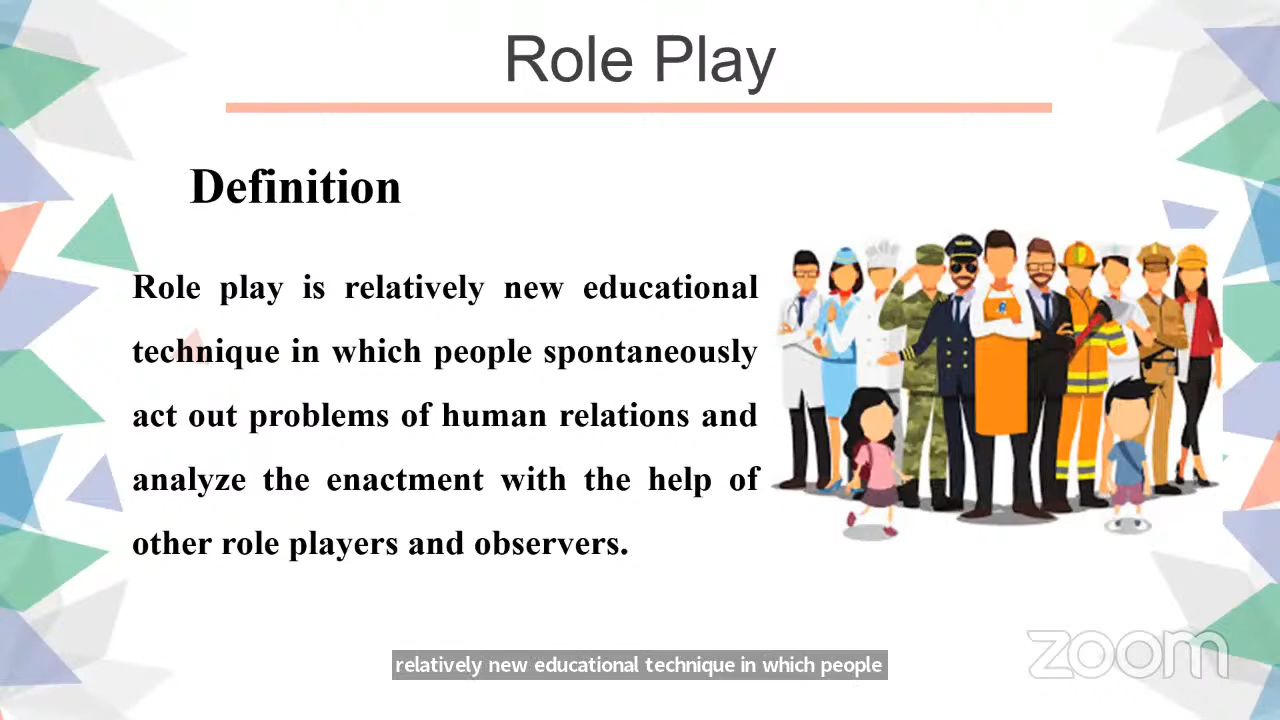 Role Play
Definition
Role play is relatively new educational
technique in which people spontaneously
act out problems of human relations and
analyze the enactment with the help of
other role players and observers.
relatively new educational technique in which people
zoom